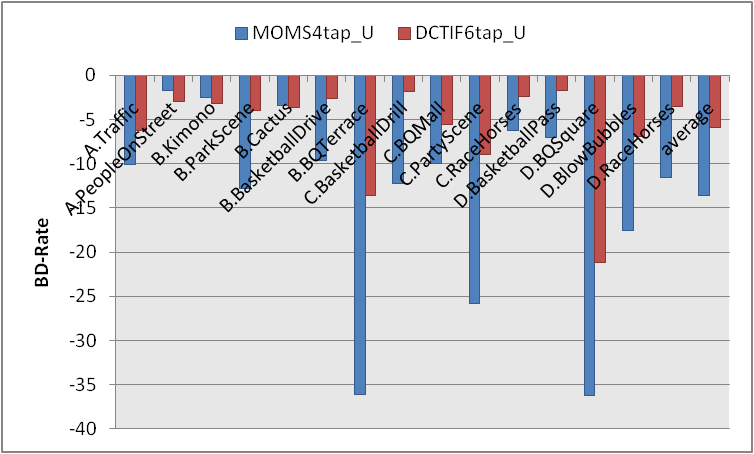 MOMS4tap_U DCTIF6tap_U
0
-5
-10
-15
-20
-25
-30
-35
-40
BD-Rate
A.Traffic
A.PeopleOnStreet
B.Kimono
B.ParkScene
B.Cactus
B.BasketballDrive
B.BQTerrace
C.BasketballDrill
C.BQMall
C.PartyScene
C.RaceHorses
D.BasketballPass
D.BQSquare
D.BlowBubbles
D.RaceHorses
average